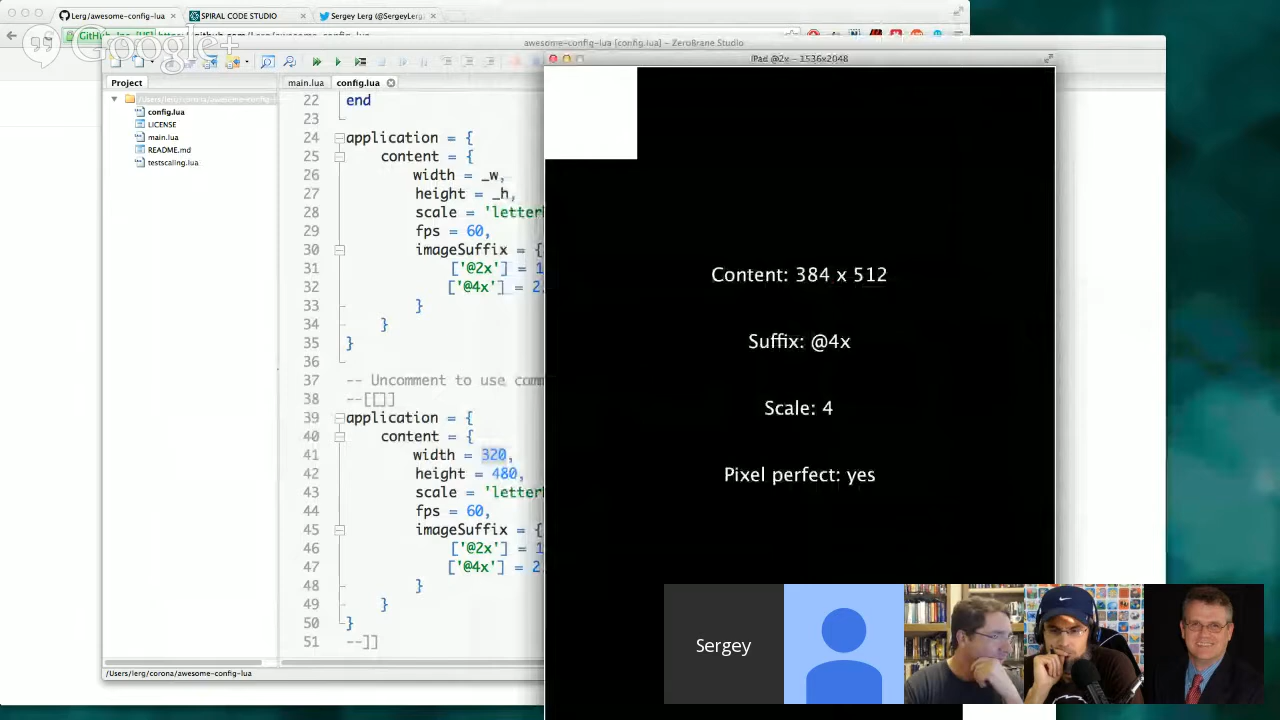 Lerg/awesome-config-lua
SPIRAL CODE STUDIO
Sergey Lerg (@SergeyLerg
Google+
awesome-config-lua [config.lua] - ZeroBrane Studio
iPad @2x - 1536x2048
Project
main.lua
config.lua
config.lua
LICENSE
main.lua
README.md
testscaling.lua
22 end
23
24 application = {
25 content = {
26 width = _w,
27 height = _h,
28 scale = 'letter
29 fps = 60,
30 imageSuffix = {
31 ['@2x'] = 1
32 ['@4x'] = 2
33 }
34 }
35 }
36
37 -- Uncomment to use
38 --[[]]
39 application = {
40 content = {
41 width = 320,
42 height = 480,
43 scale = 'letter
44 fps = 60,
45 imageSuffix = {
46 ['@2x'] = 1
47 ['@4x'] = 2
48 }
49 }
50 }
51 --]]
Content: 384 x 512
Suffix: @4x
Scale: 4
Pixel perfect: yes
Sergey
/Users/lerg/corona/awesome-config-lua